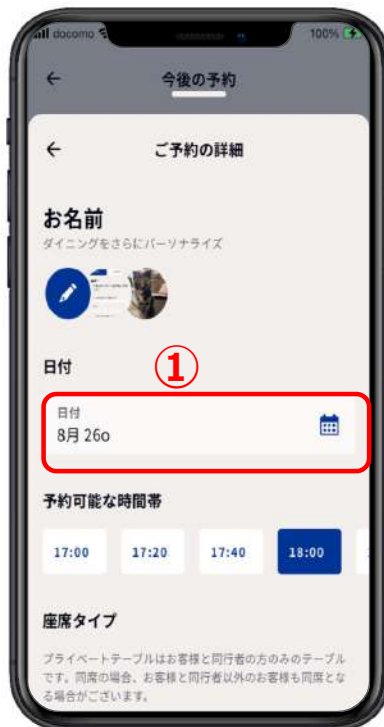 docomo
100%
今後の予約
ご予約の詳細
お名前
ダイニングをさらにパーソナライズ
①
日付
日付
8月 26o
予約可能な時間帯
17:00 17:20 17:40 18:00
座席タイプ
プライベートテーブルはお客様と同行者の方のみのテーブル
です。同席の場合、お客様と同行者以外のお客様も同席とな
る場合がございます。